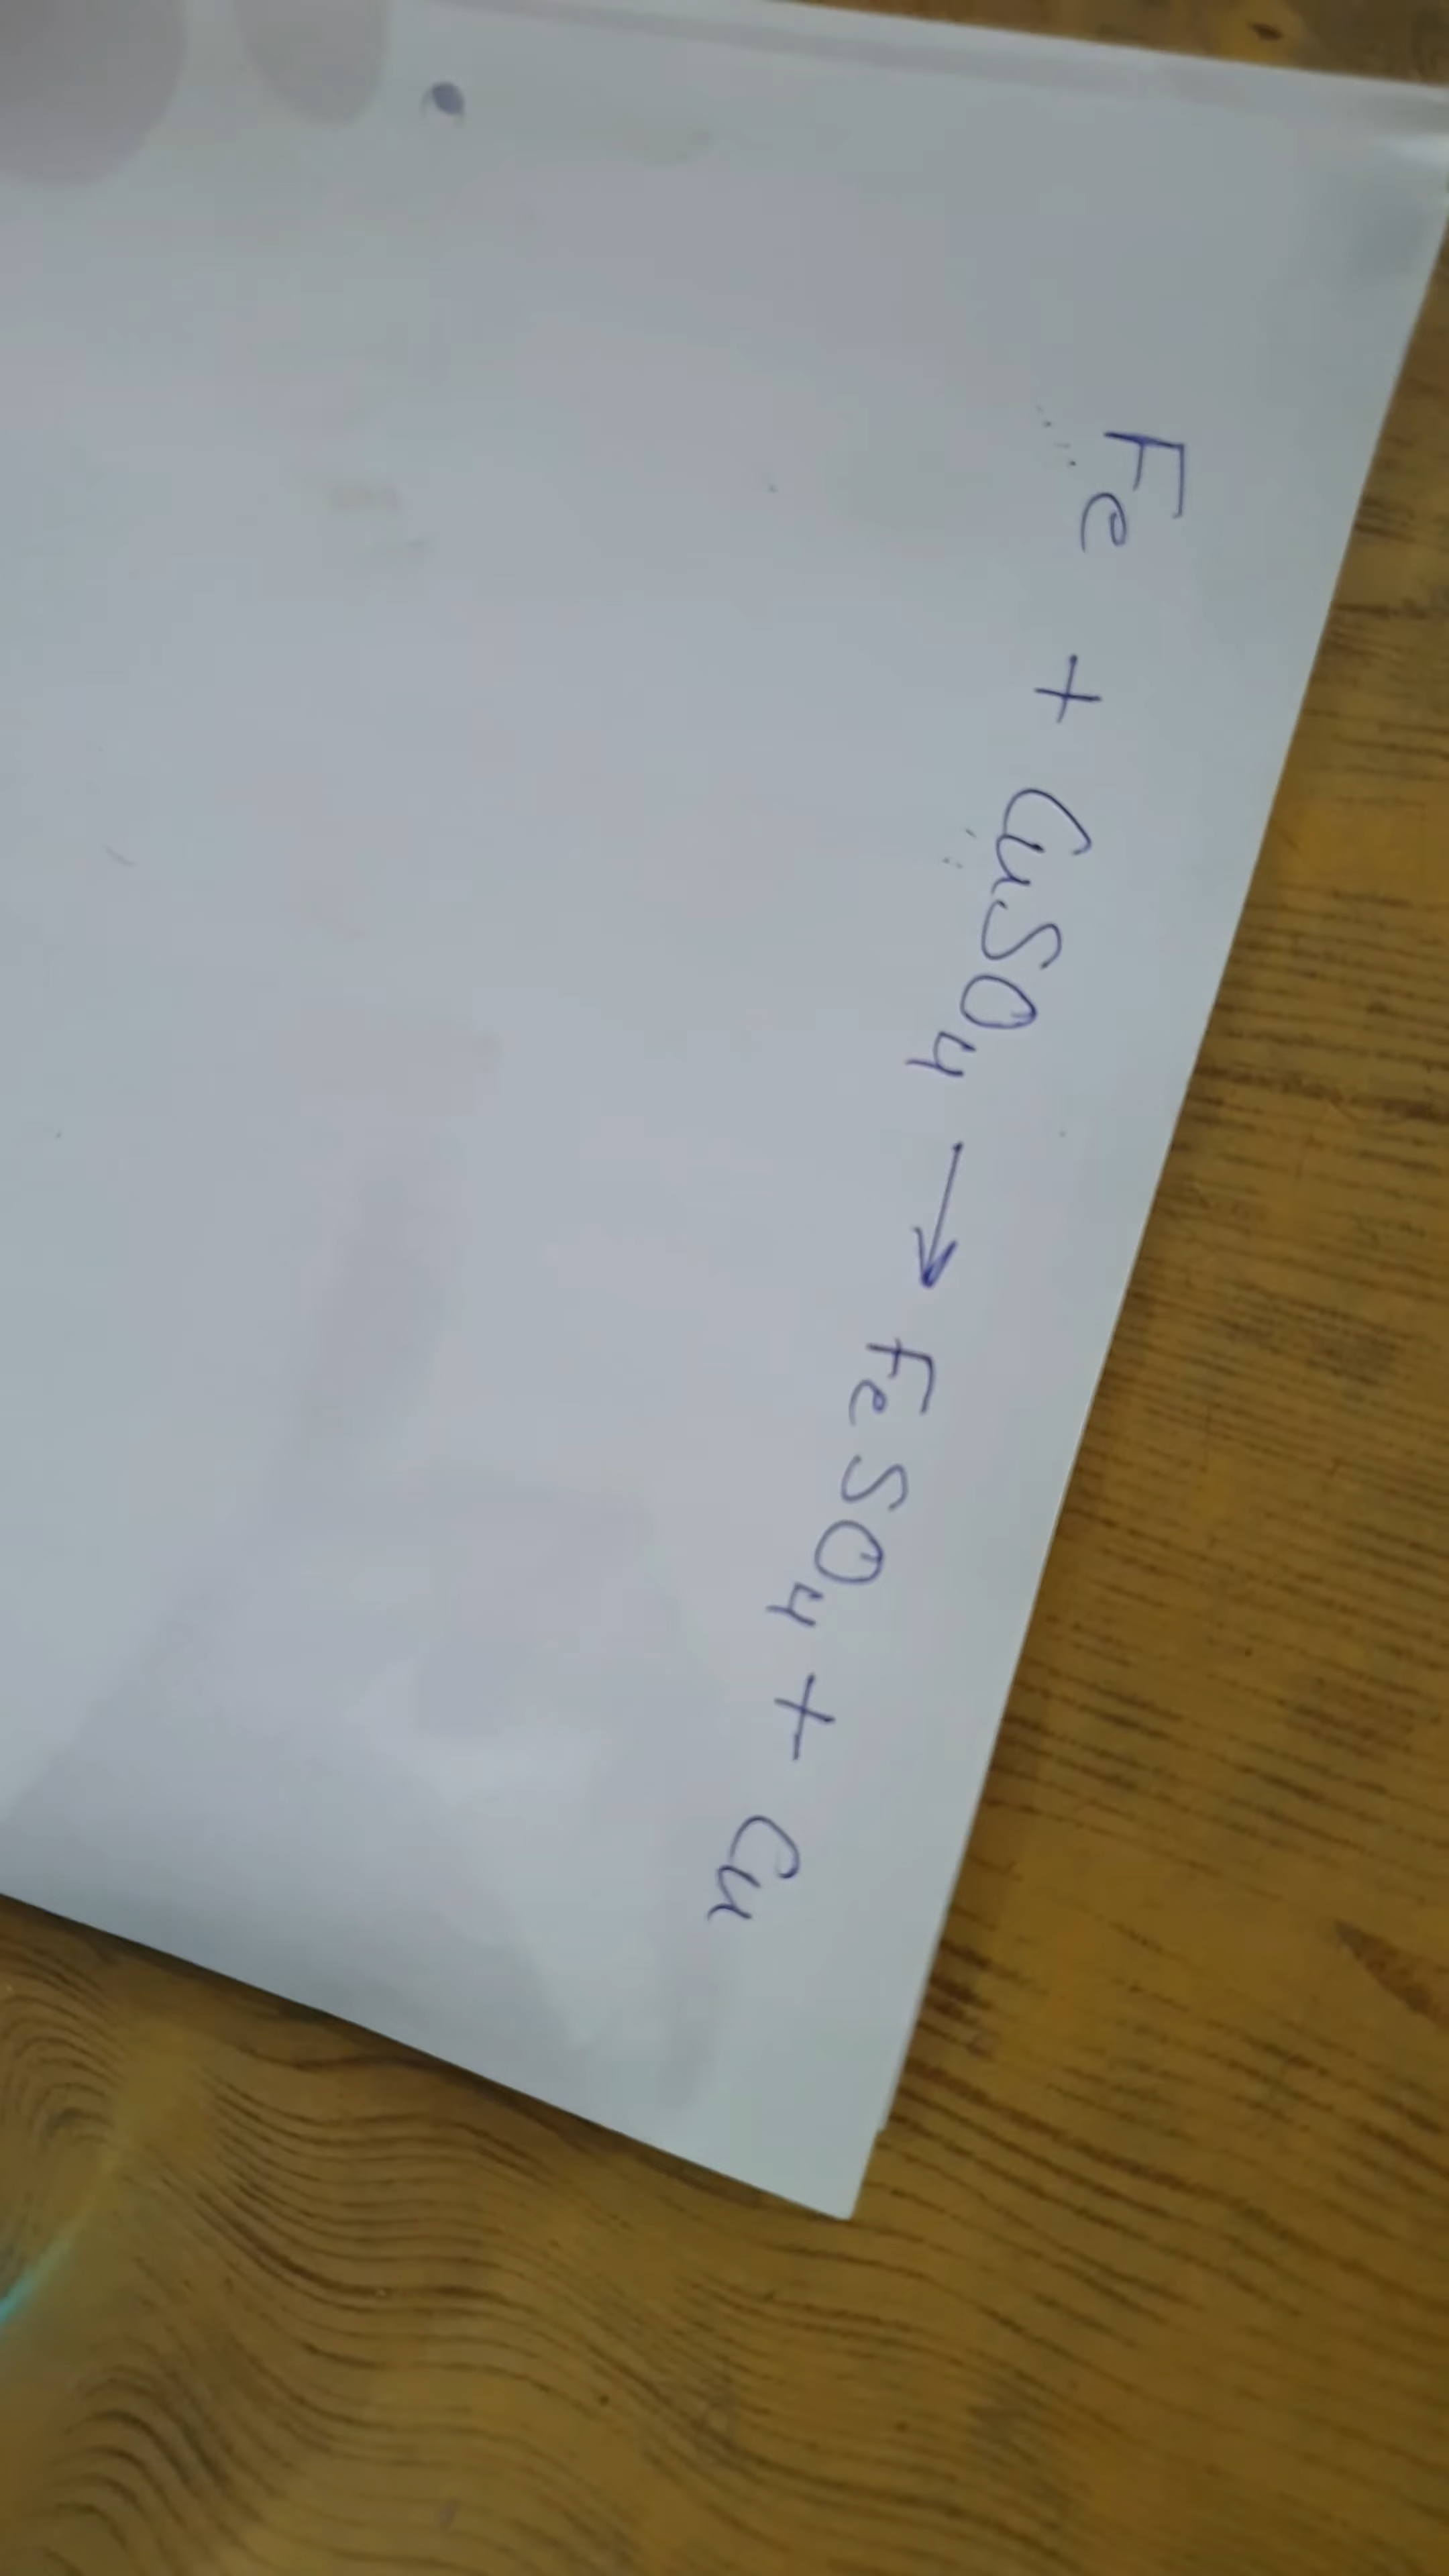 Fe + CuSO4 → FeSO4 + Cu